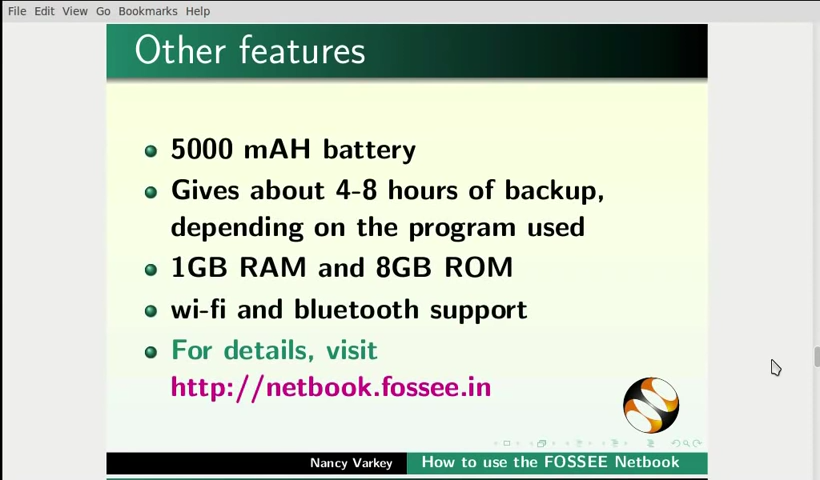 File Edit View Go Bookmarks Help
Other features
5000 mAH battery
Gives about 4-8 hours of backup,
depending on the program used
1GB RAM and 8GB ROM
wi-fi and bluetooth support
For details, visit
http://netbook.fossee.in
Nancy Varkey How to use the FOSSEE Netbook